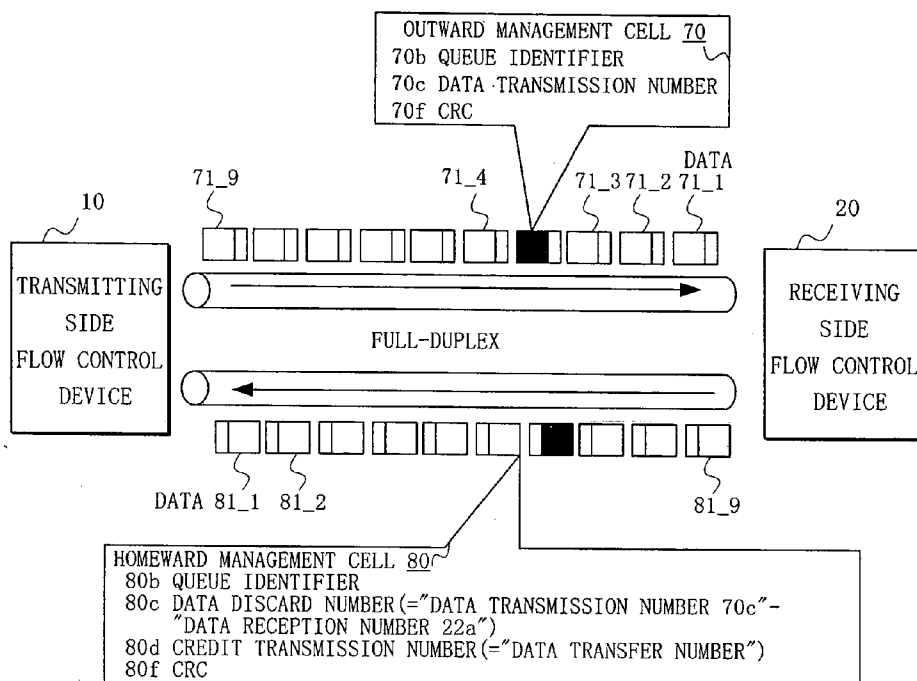 OUTWARD MANAGEMENT CELL 70
70b QUEUE IDENTIFIER
70c DATA TRANSMISSION NUMBER
70f CRC
DATA
71_9
71_4
71_3 71_2 71_1
10
20
TRANSMITTING
SIDE
FLOW CONTROL
DEVICE
FULL-DUPLEX
RECEIVING
SIDE
FLOW CONTROL
DEVICE
DATA 81_1
81_2
81_9
HOMEWARD MANAGEMENT CELL 80
80b QUEUE IDENTIFIER
80c DATA DISCARD NUMBER(="DATA TRANSMISSION NUMBER 70c"-
"DATA RECEPTION NUMBER 22a")
80d CREDIT TRANSMISSION NUMBER(="DATA TRANSFER NUMBER")
80f CRC